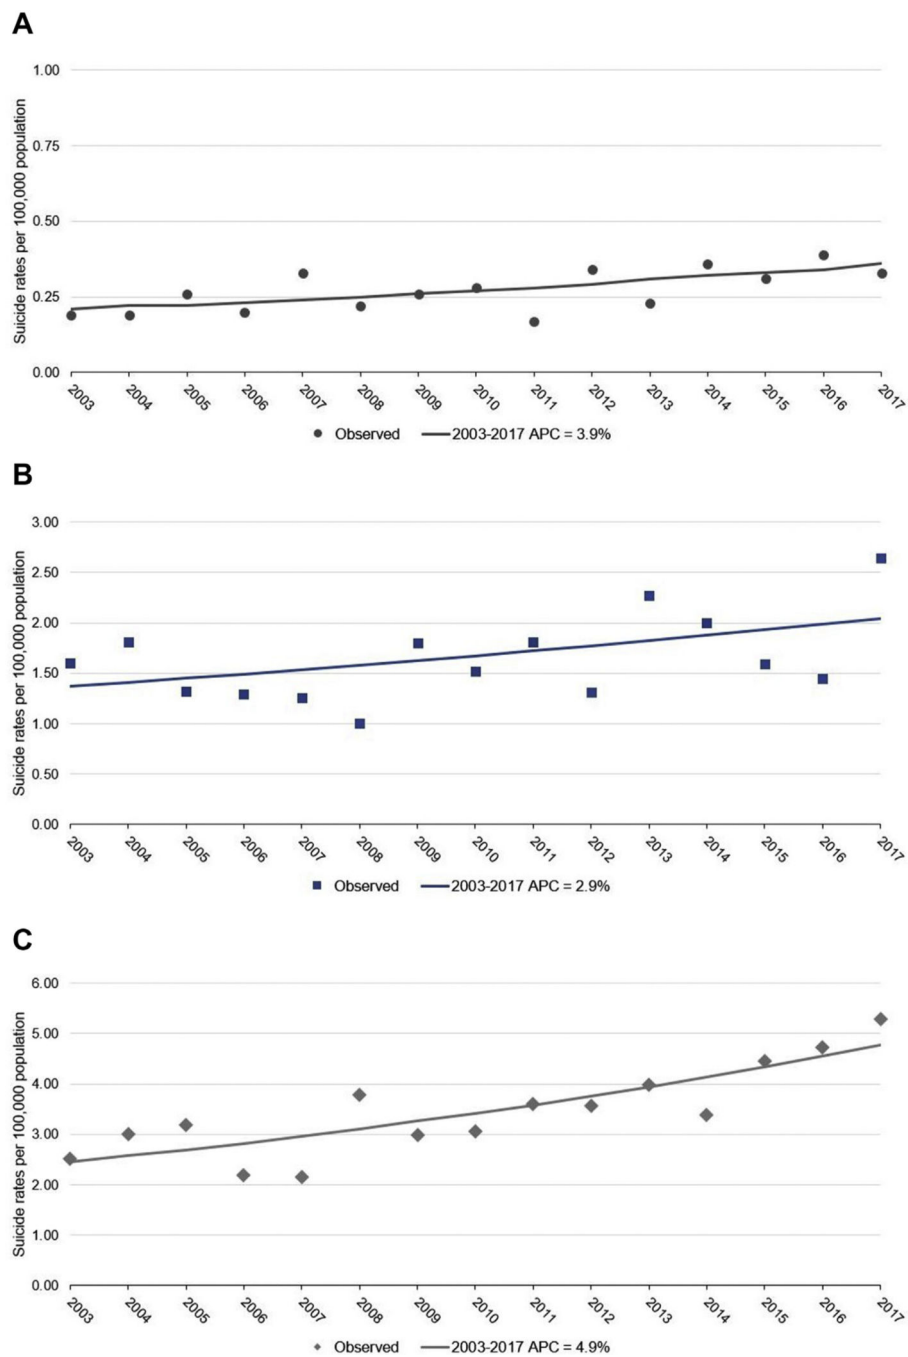 A
Suicide rates per 100,000 population
1.00
0.75
0.50
0.25
0.00
2003 2004 2005 2006 2007 2008 2009 2010 2011 2012 2013 2014 2015 2016 2017
Observed 2003-2017 APC = 3.9%
B
Suicide rates per 100,000 population
3.00
2.50
2.00
1.50
1.00
0.50
0.00
2003 2004 2005 2006 2007 2008 2009 2010 2011 2012 2013 2014 2015 2016 2017
Observed 2003-2017 APC = 2.9%
C
Suicide rates per 100,000 population
6.00
5.00
4.00
3.00
2.00
1.00
0.00
2003 2004 2005 2006 2007 2008 2009 2010 2011 2012 2013 2014 2015 2016 2017
Observed 2003-2017 APC = 4.9%